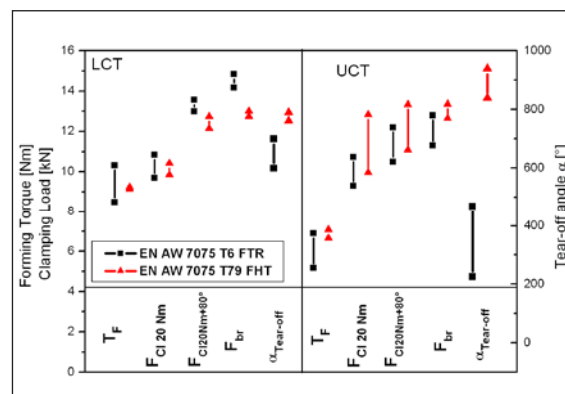 Forming Torque [Nm]
Clamping Load [kN]
16
14
12
10
8
6
4
2
0
LCT
UCT
EN AW 7075 T6 FTR
EN AW 7075 T79 FHT
T_F
F_Cl 20 Nm
F_Cl20Nm+80°
F_br
α_Tear-off
T_F
F_Cl 20 Nm
F_Cl20Nm+80°
F_br
α_Tear-off
1000
800
600
400
200
0
Tear-off angle α [°]